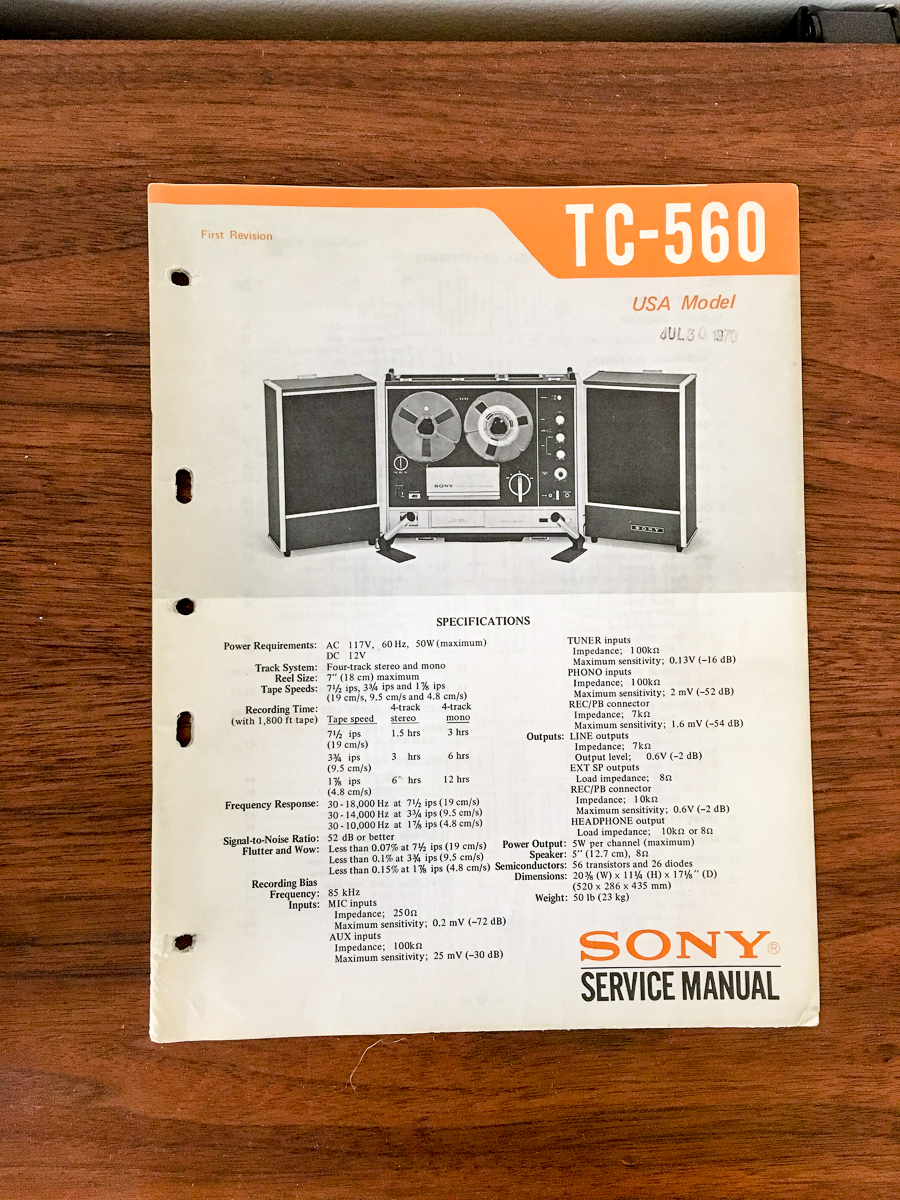 First Revision
TC-560
USA Model
JUL 30 1970
SONY
SONY
SPECIFICATIONS
Power Requirements: AC 117V, 60 Hz, 50W (maximum)
DC 12V
Track System: Four-track stereo and mono
Reel Size: 7" (18 cm) maximum
Tape Speeds: 7½ ips, 3¾ ips and 1⅞ ips
(19 cm/s, 9.5 cm/s and 4.8 cm/s)
Recording Time: 4-track 4-track
(with 1,800 ft tape) Tape speed stereo mono
7½ ips 1.5 hrs 3 hrs
(19 cm/s)
3¾ ips 3 hrs 6 hrs
(9.5 cm/s)
1⅞ ips 6 hrs 12 hrs
(4.8 cm/s)
Frequency Response: 30 - 18,000 Hz at 7½ ips (19 cm/s)
30 - 14,000 Hz at 3¾ ips (9.5 cm/s)
30 - 10,000 Hz at 1⅞ ips (4.8 cm/s)
Signal-to-Noise Ratio: 52 dB or better
Flutter and Wow: Less than 0.07% at 7½ ips (19 cm/s)
Less than 0.1% at 3¾ ips (9.5 cm/s)
Less than 0.15% at 1⅞ ips (4.8 cm/s)
Recording Bias
Frequency: 85 kHz
Inputs: MIC inputs
Impedance; 250Ω
Maximum sensitivity; 0.2 mV (−72 dB)
AUX inputs
Impedance; 100kΩ
Maximum sensitivity; 25 mV (−30 dB)
TUNER inputs
Impedance; 100kΩ
Maximum sensitivity; 0.13V (−16 dB)
PHONO inputs
Impedance; 100kΩ
Maximum sensitivity; 2 mV (−52 dB)
REC/PB connector
Impedance; 7kΩ
Maximum sensitivity; 1.6 mV (−54 dB)
Outputs: LINE outputs
Impedance; 7kΩ
Output level; 0.6V (−2 dB)
EXT SP outputs
Load impedance; 8Ω
REC/PB connector
Impedance; 10kΩ
Maximum sensitivity; 0.6V (−2 dB)
HEADPHONE output
Load impedance; 10kΩ or 8Ω
Power Output: 5W per channel (maximum)
Speaker: 5" (12.7 cm), 8Ω
Semiconductors: 56 transistors and 26 diodes
Dimensions: 20⅜ (W) x 11¼ (H) x 17⅛" (D)
(520 x 286 x 435 mm)
Weight: 50 lb (23 kg)
SONY®
SERVICE MANUAL